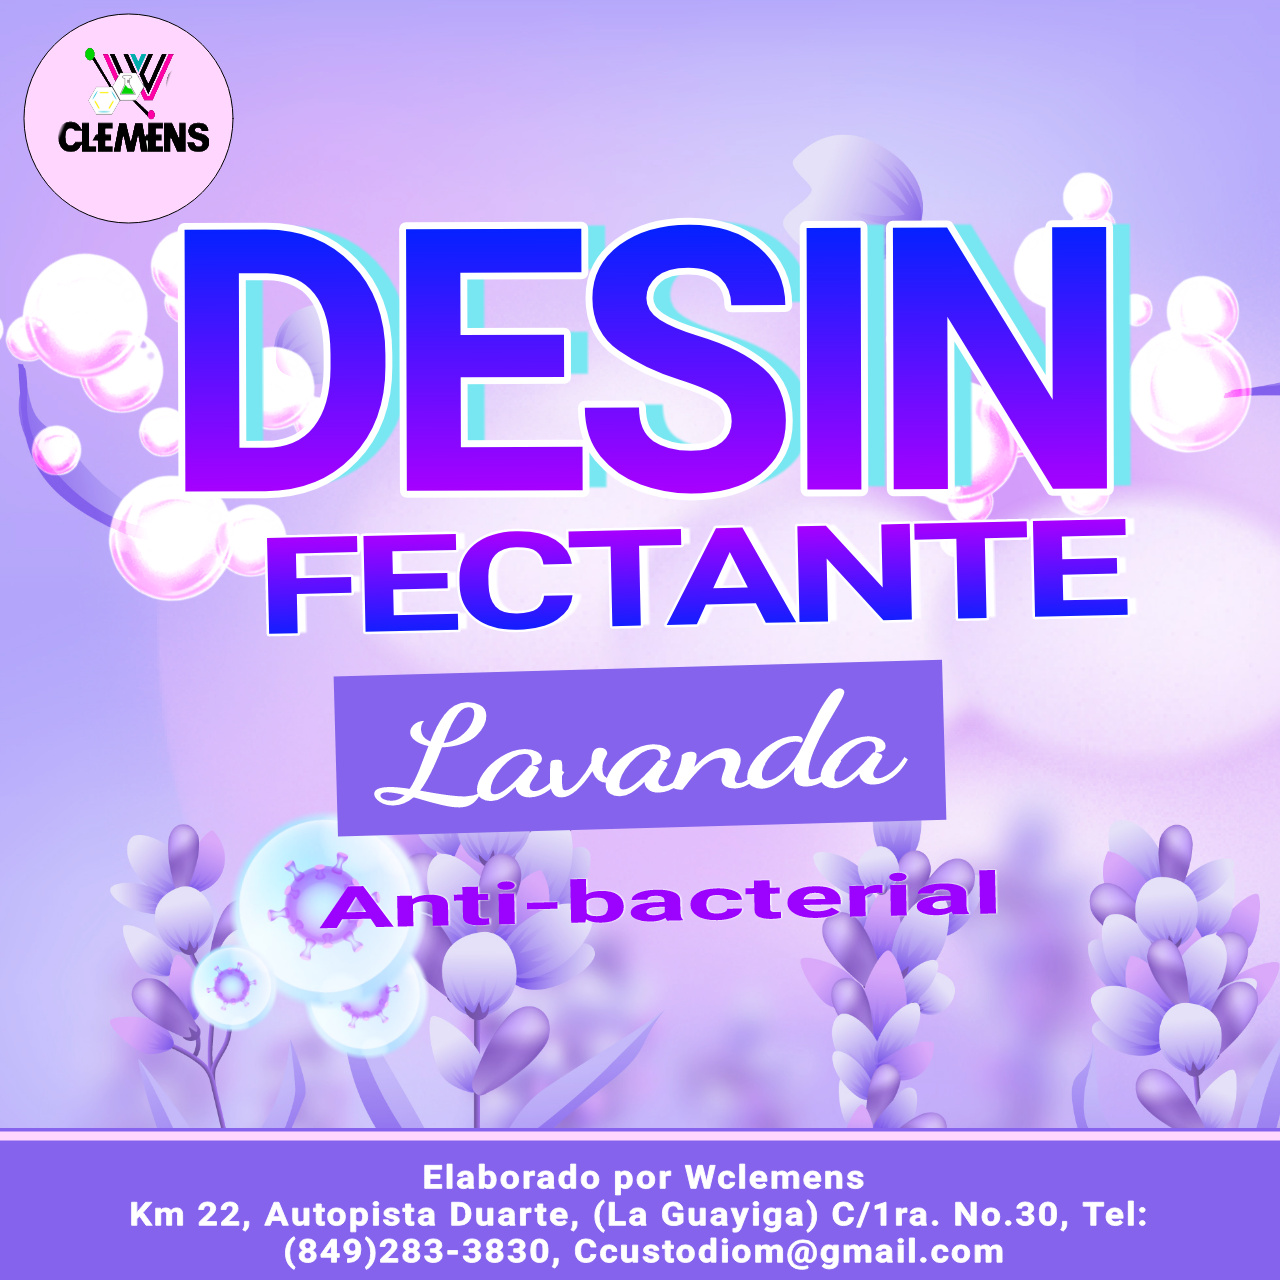 W
CLEMENS
DESIN
FECTANTE
Lavanda
Anti-bacterial
Elaborado por Wclemens
Km 22, Autopista Duarte, (La Guayiga) C/1ra. No.30, Tel:
(849)283-3830, Ccustodiom@gmail.com